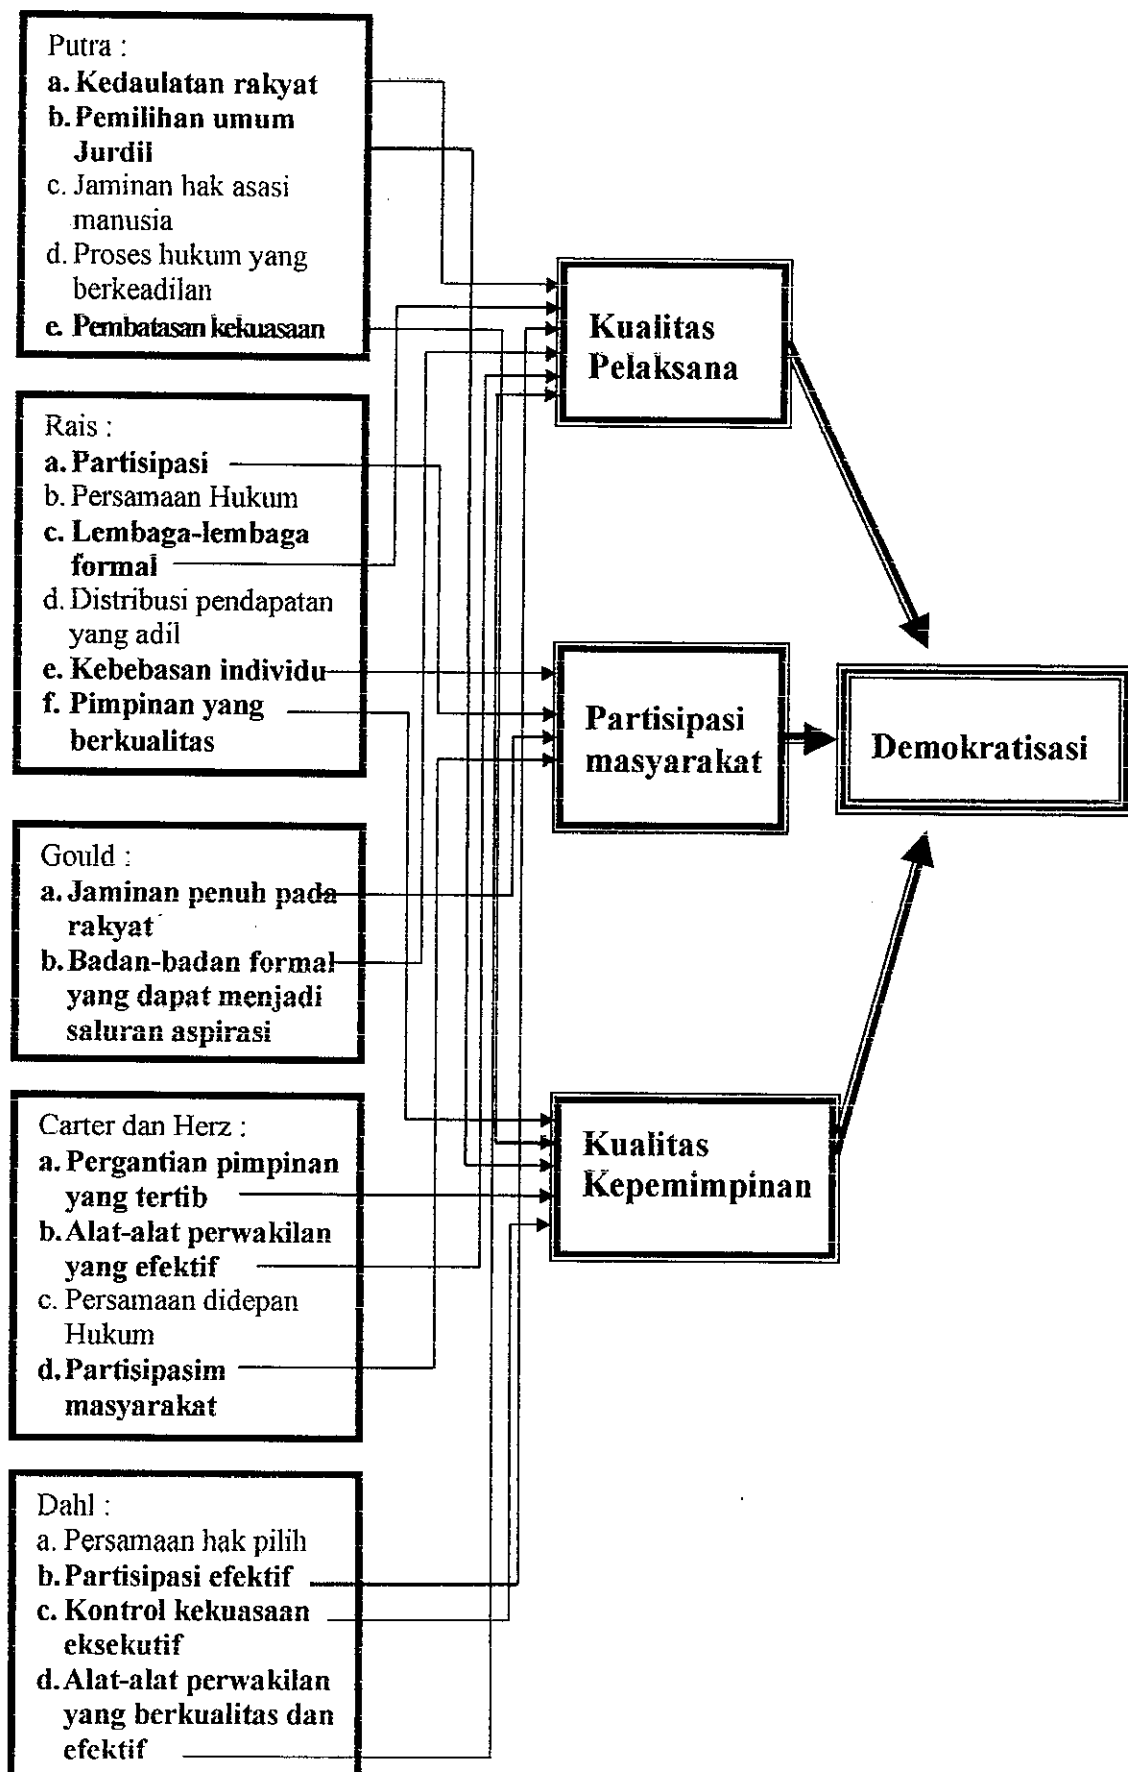 Putra :
a. Kedaulatan rakyat
b. Pemilihan umum
Jurdil
c. Jaminan hak asasi
manusia
d. Proses hukum yang
berkeadilan
e. Pembatasan kekuasaan
Rais :
a. Partisipasi
b. Persamaan Hukum
c. Lembaga-lembaga
formal
d. Distribusi pendapatan
yang adil
e. Kebebasan individu
f. Pimpinan yang
berkualitas
Gould :
a. Jaminan penuh pada
rakyat
b. Badan-badan formal
yang dapat menjadi
saluran aspirasi
Carter dan Herz :
a. Pergantian pimpinan
yang tertib
b. Alat-alat perwakilan
yang efektif
c. Persamaan didepan
Hukum
d. Partisipasim
masyarakat
Dahl :
a. Persamaan hak pilih
b. Partisipasi efektif
c. Kontrol kekuasaan
eksekutif
d. Alat-alat perwakilan
yang berkualitas dan
efektif
Kualitas
Pelaksana
Partisipasi
masyarakat
Kualitas
Kepemimpinan
Demokratisasi